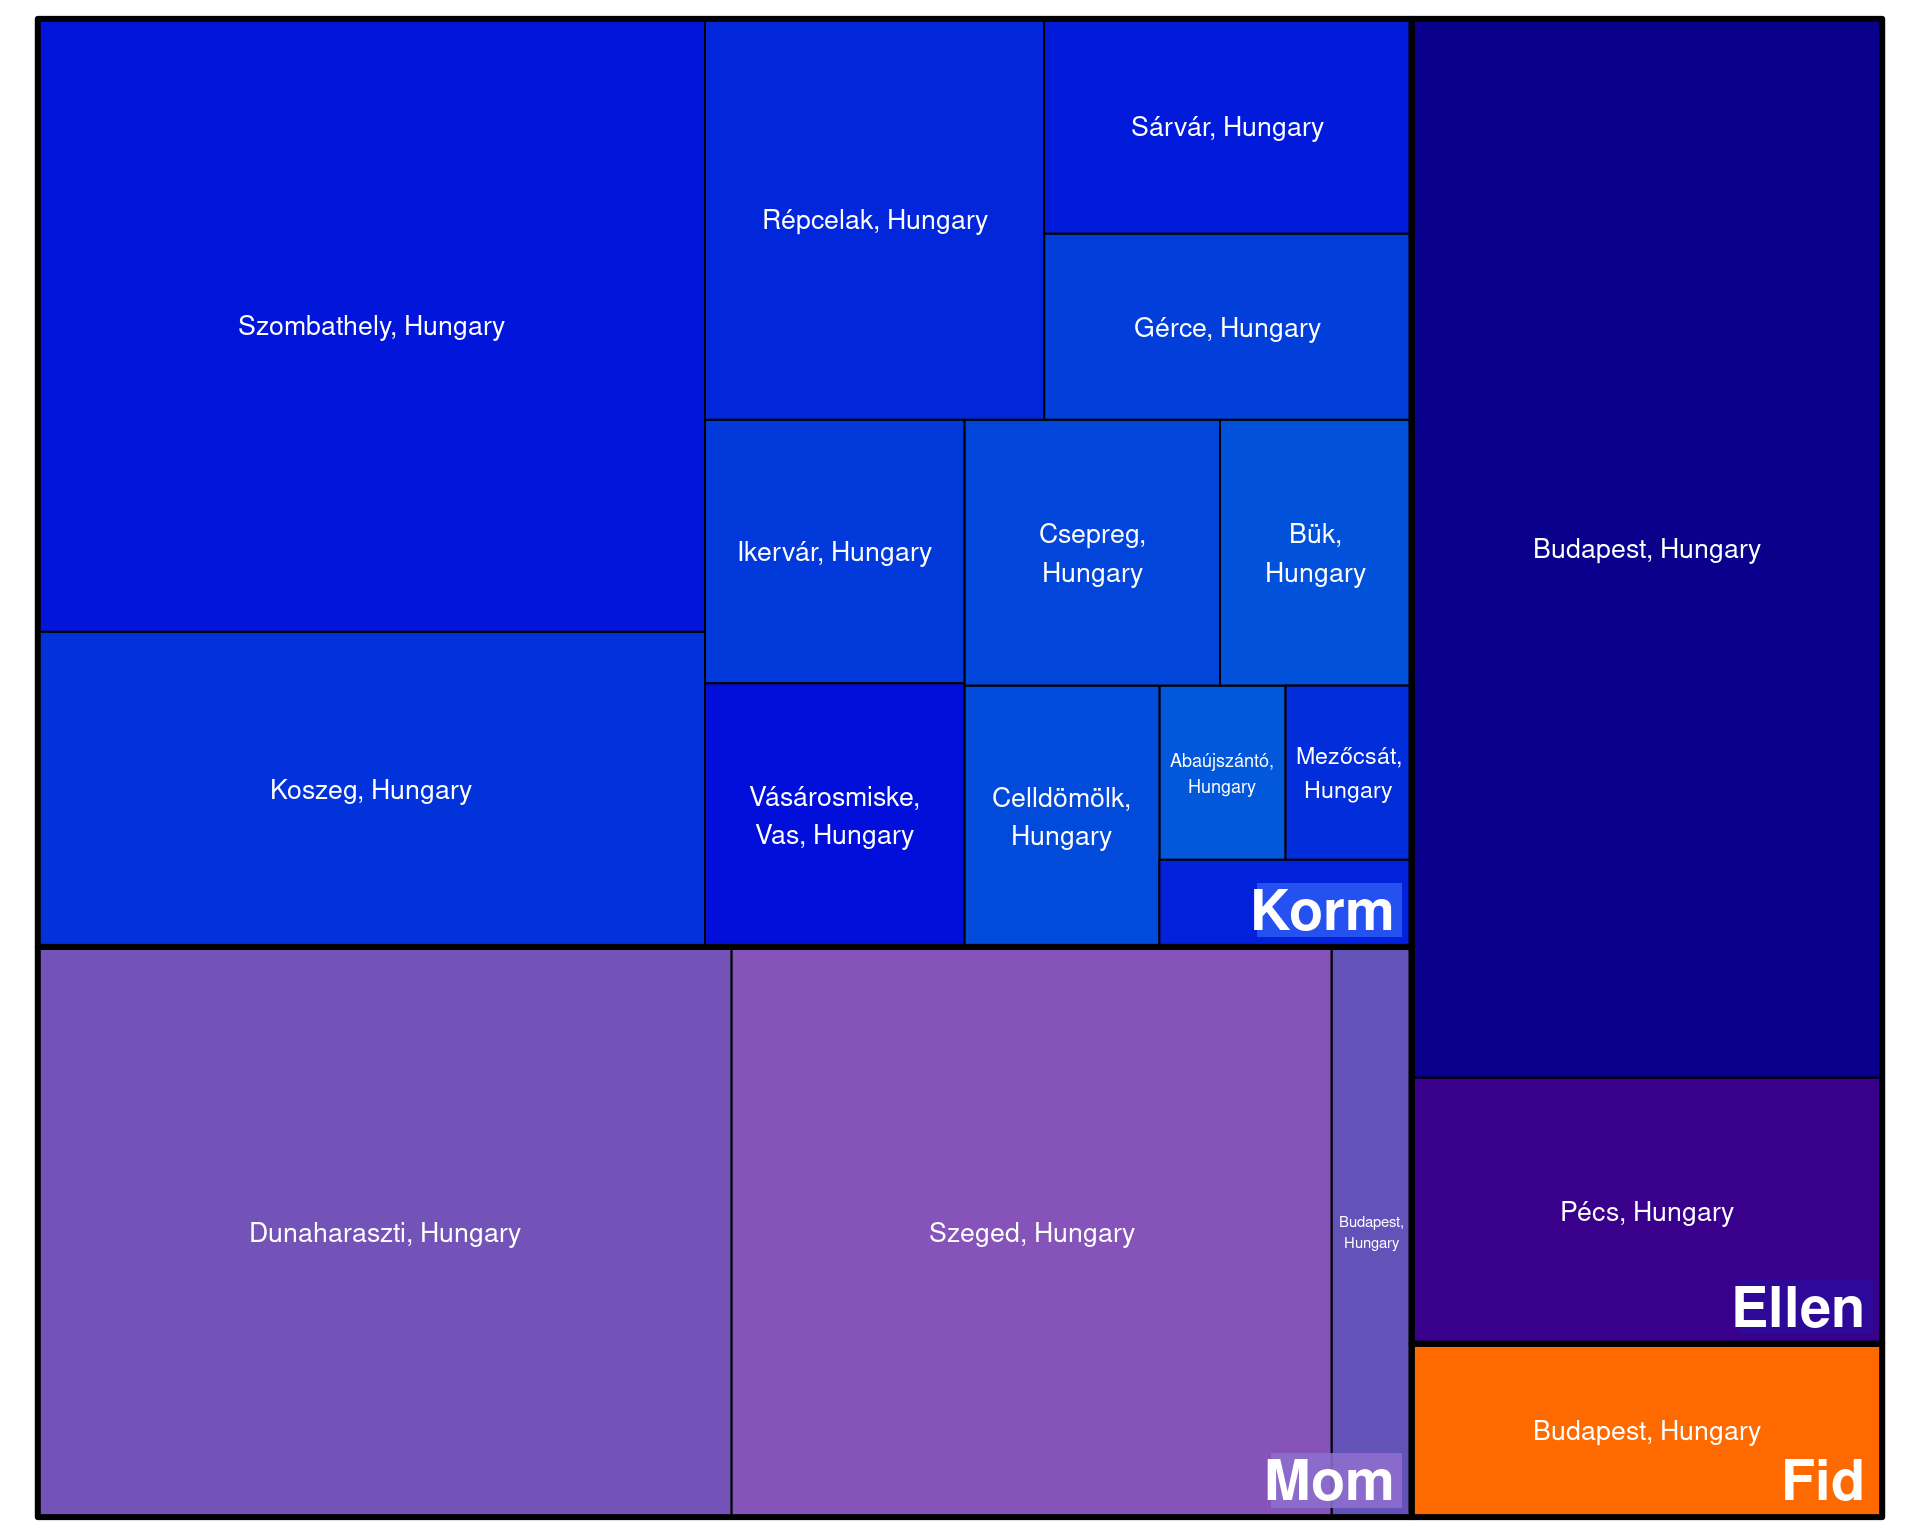 Szombathely, Hungary
Koszeg, Hungary
Répcelak, Hungary
Sárvár, Hungary
Gérce, Hungary
Ikervár, Hungary
Csepreg,
Hungary
Bük,
Hungary
Vásárosmiske,
Vas, Hungary
Celldömölk,
Hungary
Abaújszántó,
Hungary
Mezőcsát,
Hungary
Korm
Dunaharaszti, Hungary
Szeged, Hungary
Budapest,
Hungary
Mom
Budapest, Hungary
Pécs, Hungary
Ellen
Budapest, Hungary
Fid